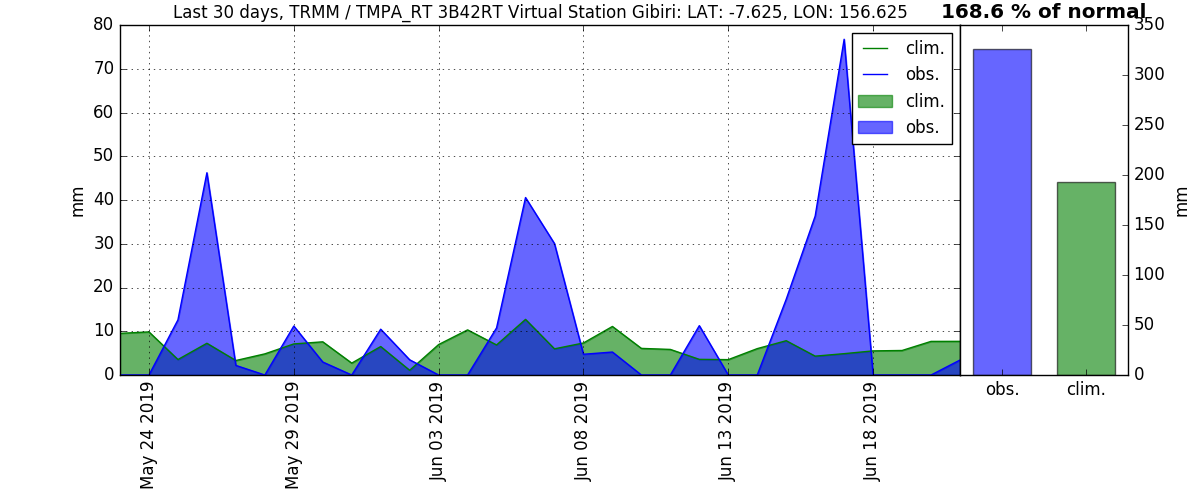 Last 30 days, TRMM / TMPA_RT 3B42RT Virtual Station Gibiri: LAT: -7.625, LON: 156.625
168.6 % of normal
80
70
60
50
40
30
20
10
0
mm
clim.
obs.
clim.
obs.
May 24 2019
May 29 2019
Jun 03 2019
Jun 08 2019
Jun 13 2019
Jun 18 2019
350
300
250
200
150
100
50
0
mm
obs.
clim.